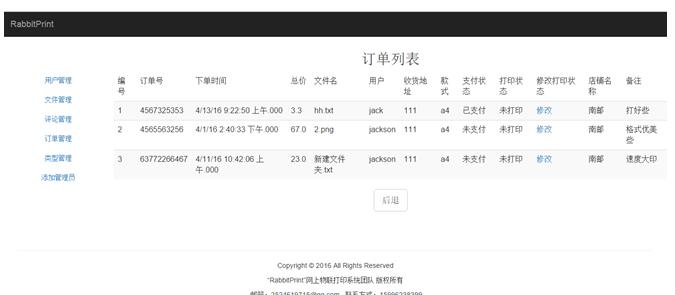 RabbitPrint
订单列表
用户管理
文件管理
评论管理
订单管理
类型管理
添加管理员
编号 订单号 下单时间 总价 文件名 用户 收货地址 款式 支付状态 打印状态 修改打印状态 店铺名称 备注
1 4567325353 4/13/16 9:22:50 上午.000 3.3 hh.txt jack 111 a4 已支付 未打印 修改 南邮 打好些
2 4565563256 4/1/16 2:40:33 下午.000 67.0 2.png jackson 111 a4 未支付 未打印 修改 南邮 格式优美些
3 63772266467 4/11/16 10:42:06 上午.000 23.0 新建文件夹.txt jackson 111 a4 未支付 未打印 修改 南邮 速度大印
后退
Copyright © 2016 All Rights Reserved
"RabbitPrint"网上物联打印系统团队 版权所有